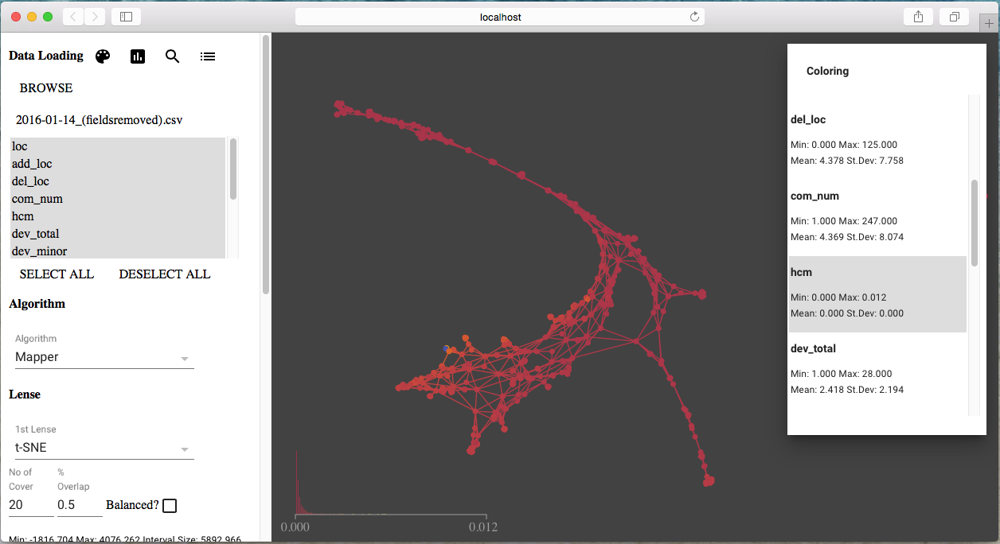 localhost
Data Loading
BROWSE
2016-01-14_(fieldsremoved).csv
loc
add_loc
del_loc
com_num
hcm
dev_total
dev_minor
SELECT ALL DESELECT ALL
Algorithm
Algorithm
Mapper
Lense
1st Lense
t-SNE
No of Cover
% Overlap
20
0.5
Balanced?
Min: -1816.704 Max: 4076.262 Interval Size: 5892.966
0.000
0.012
Coloring
del_loc
Min: 0.000 Max: 125.000
Mean: 4.378 St.Dev: 7.758
com_num
Min: 1.000 Max: 247.000
Mean: 4.369 St.Dev: 8.074
hcm
Min: 0.000 Max: 0.012
Mean: 0.000 St.Dev: 0.000
dev_total
Min: 1.000 Max: 28.000
Mean: 2.418 St.Dev: 2.194